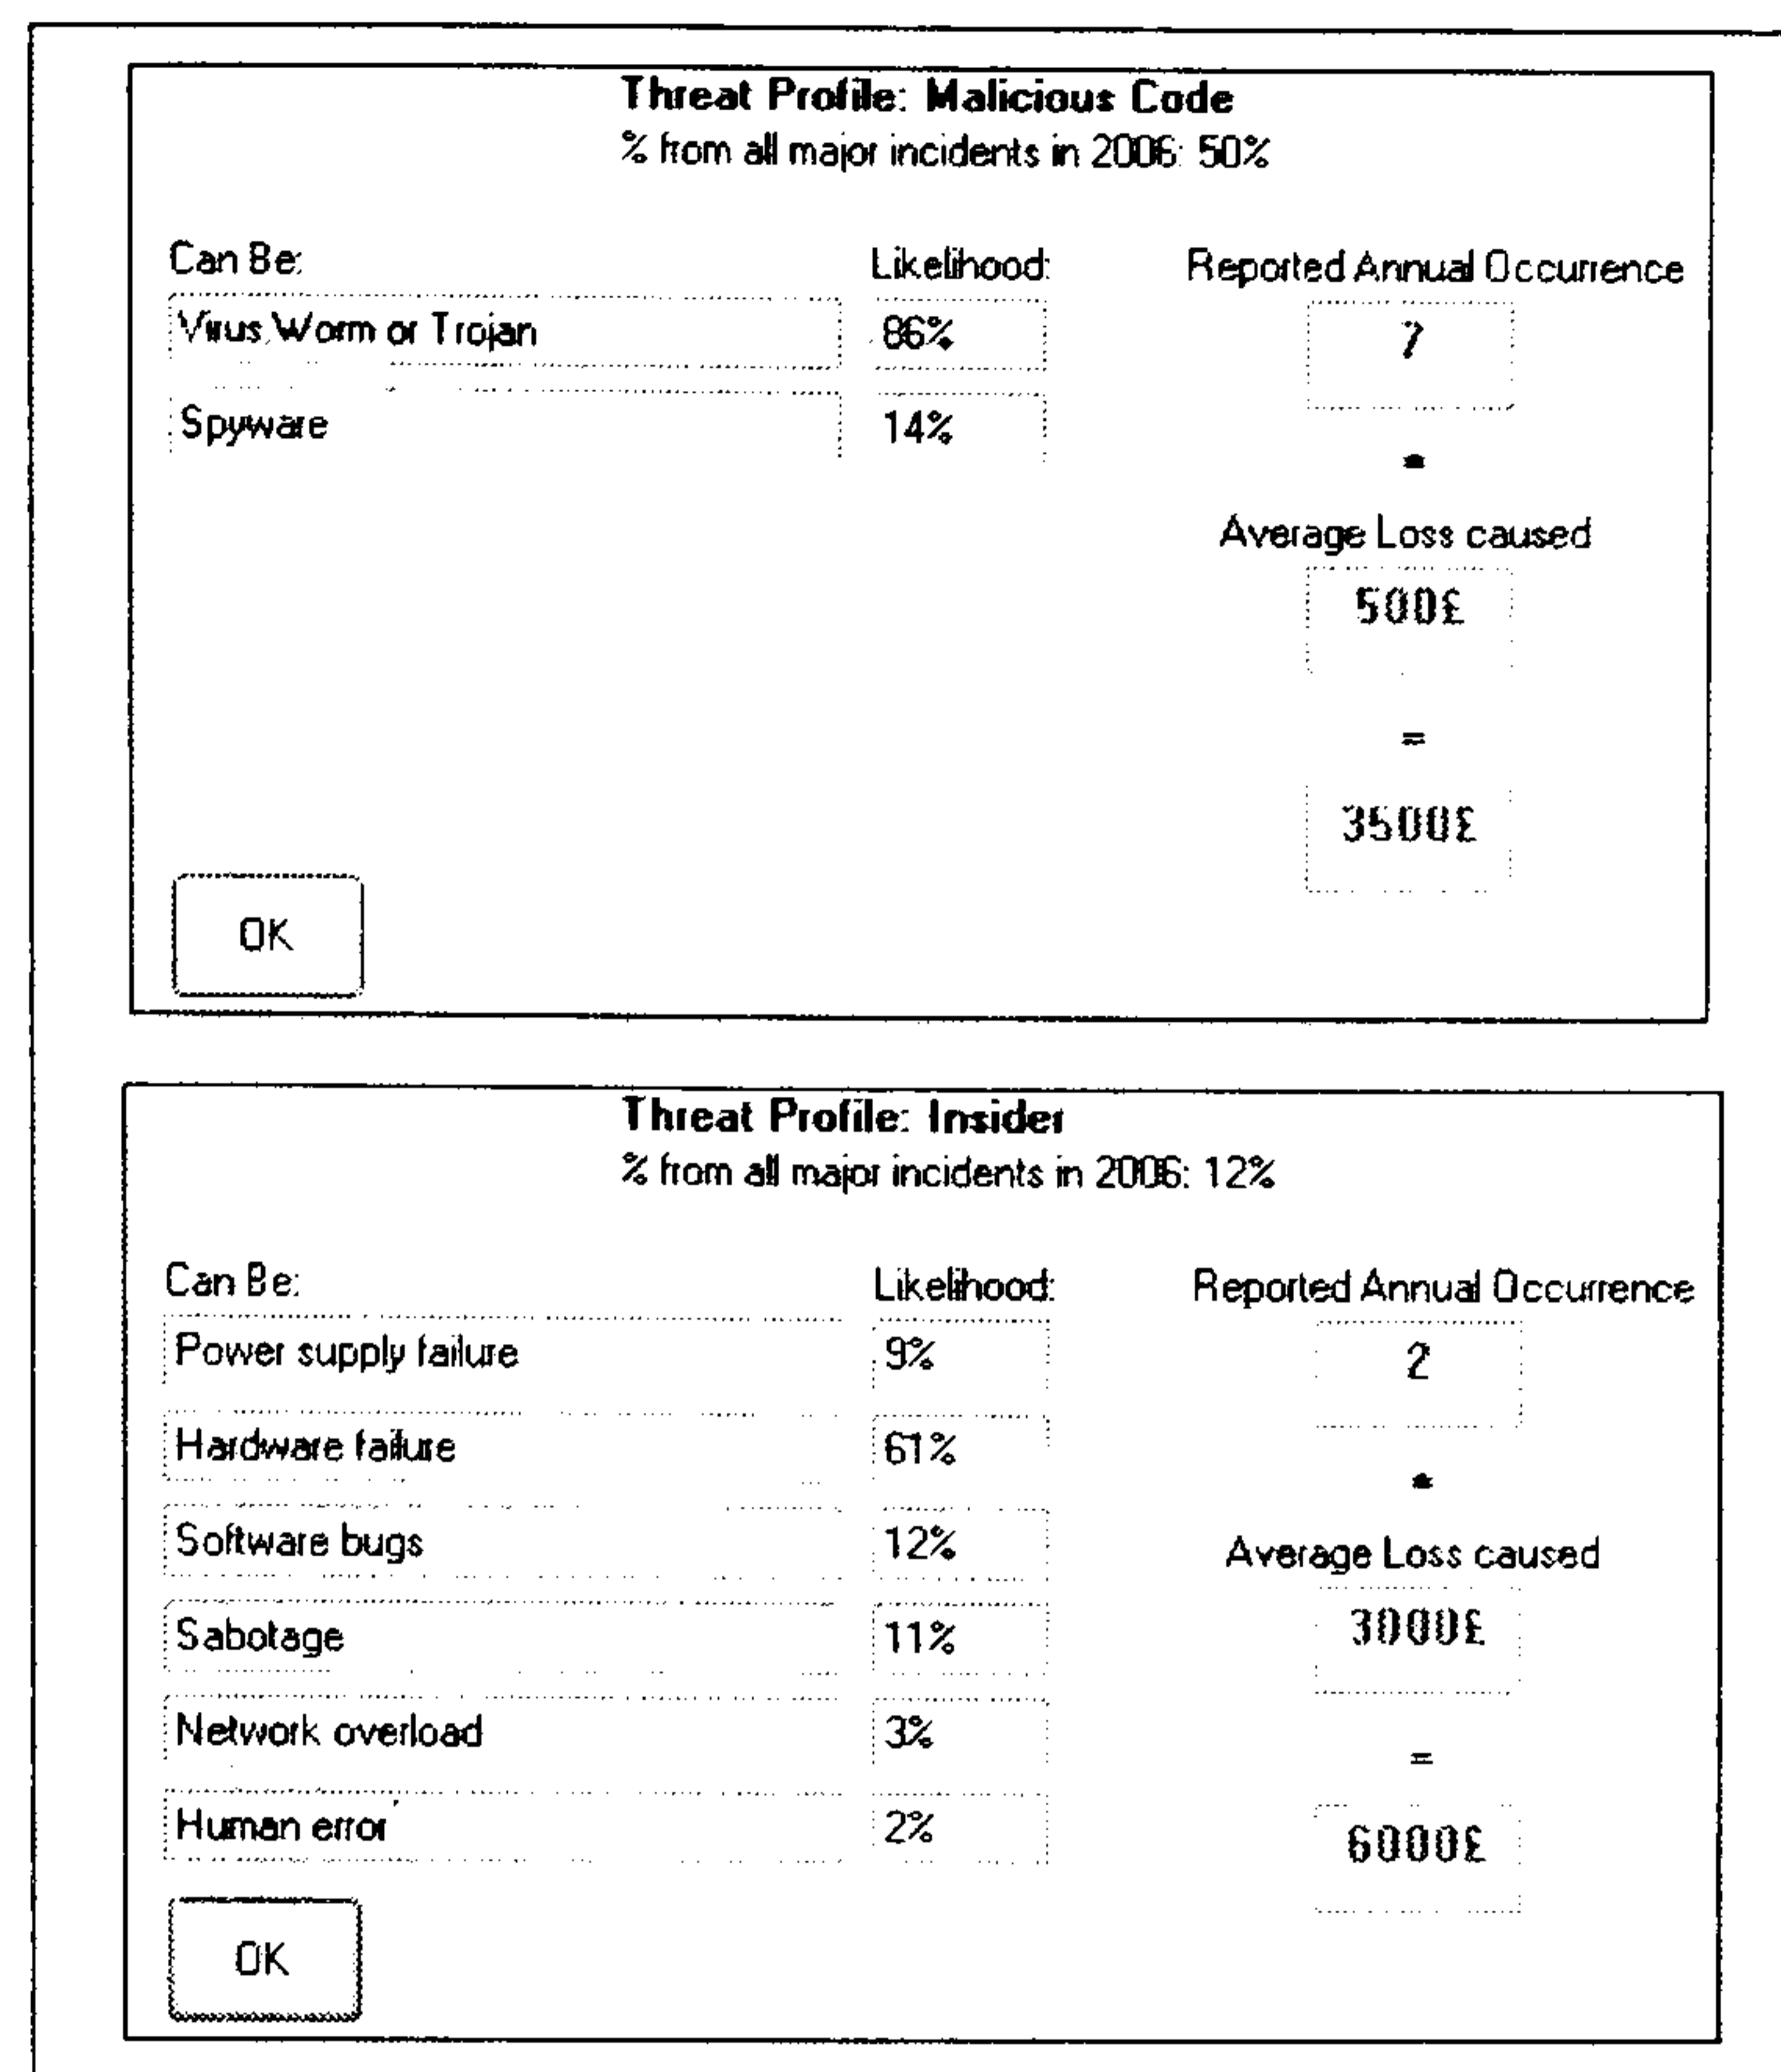 Threat Profile: Malicious Code
% from all major incidents in 2006: 50%
Can Be: Likelihood: Reported Annual Occurrence
Virus,Worm or Trojan 86% 7
Spyware 14%
*
Average Loss caused
500£
=
3500£
OK
Threat Profile: Insider
% from all major incidents in 2006: 12%
Can Be: Likelihood: Reported Annual Occurrence
Power supply failure 9% 2
Hardware failure 61%
*
Software bugs 12% Average Loss caused
Sabotage 11% 3000£
Network overload 3%
=
Human error 2% 6000£
OK